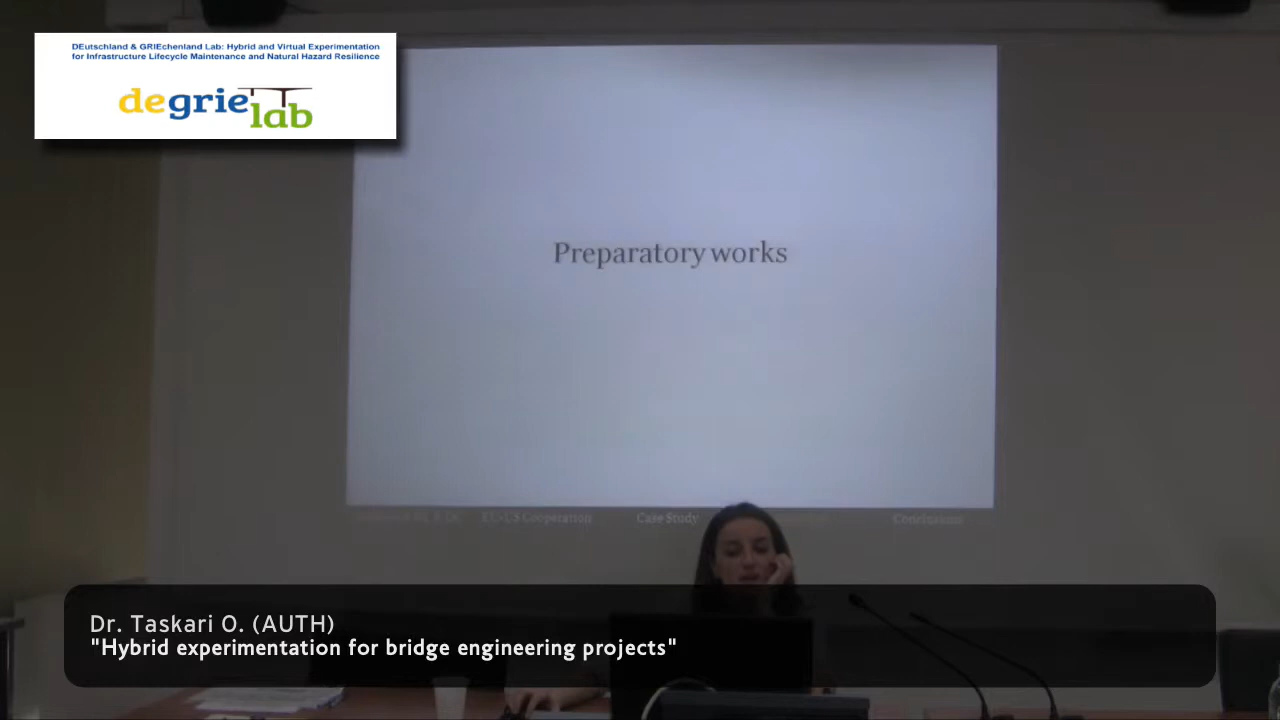 DEutschland & GRIEchenland Lab: Hybrid and Virtual Experimentation
for Infrastructure Lifecycle Maintenance and Natural Hazard Resilience
degrie
lab
Preparatory works
EU-US Cooperation
Case Study
Conclusions
Dr. Taskari O. (AUTH)
"Hybrid experimentation for bridge engineering projects"